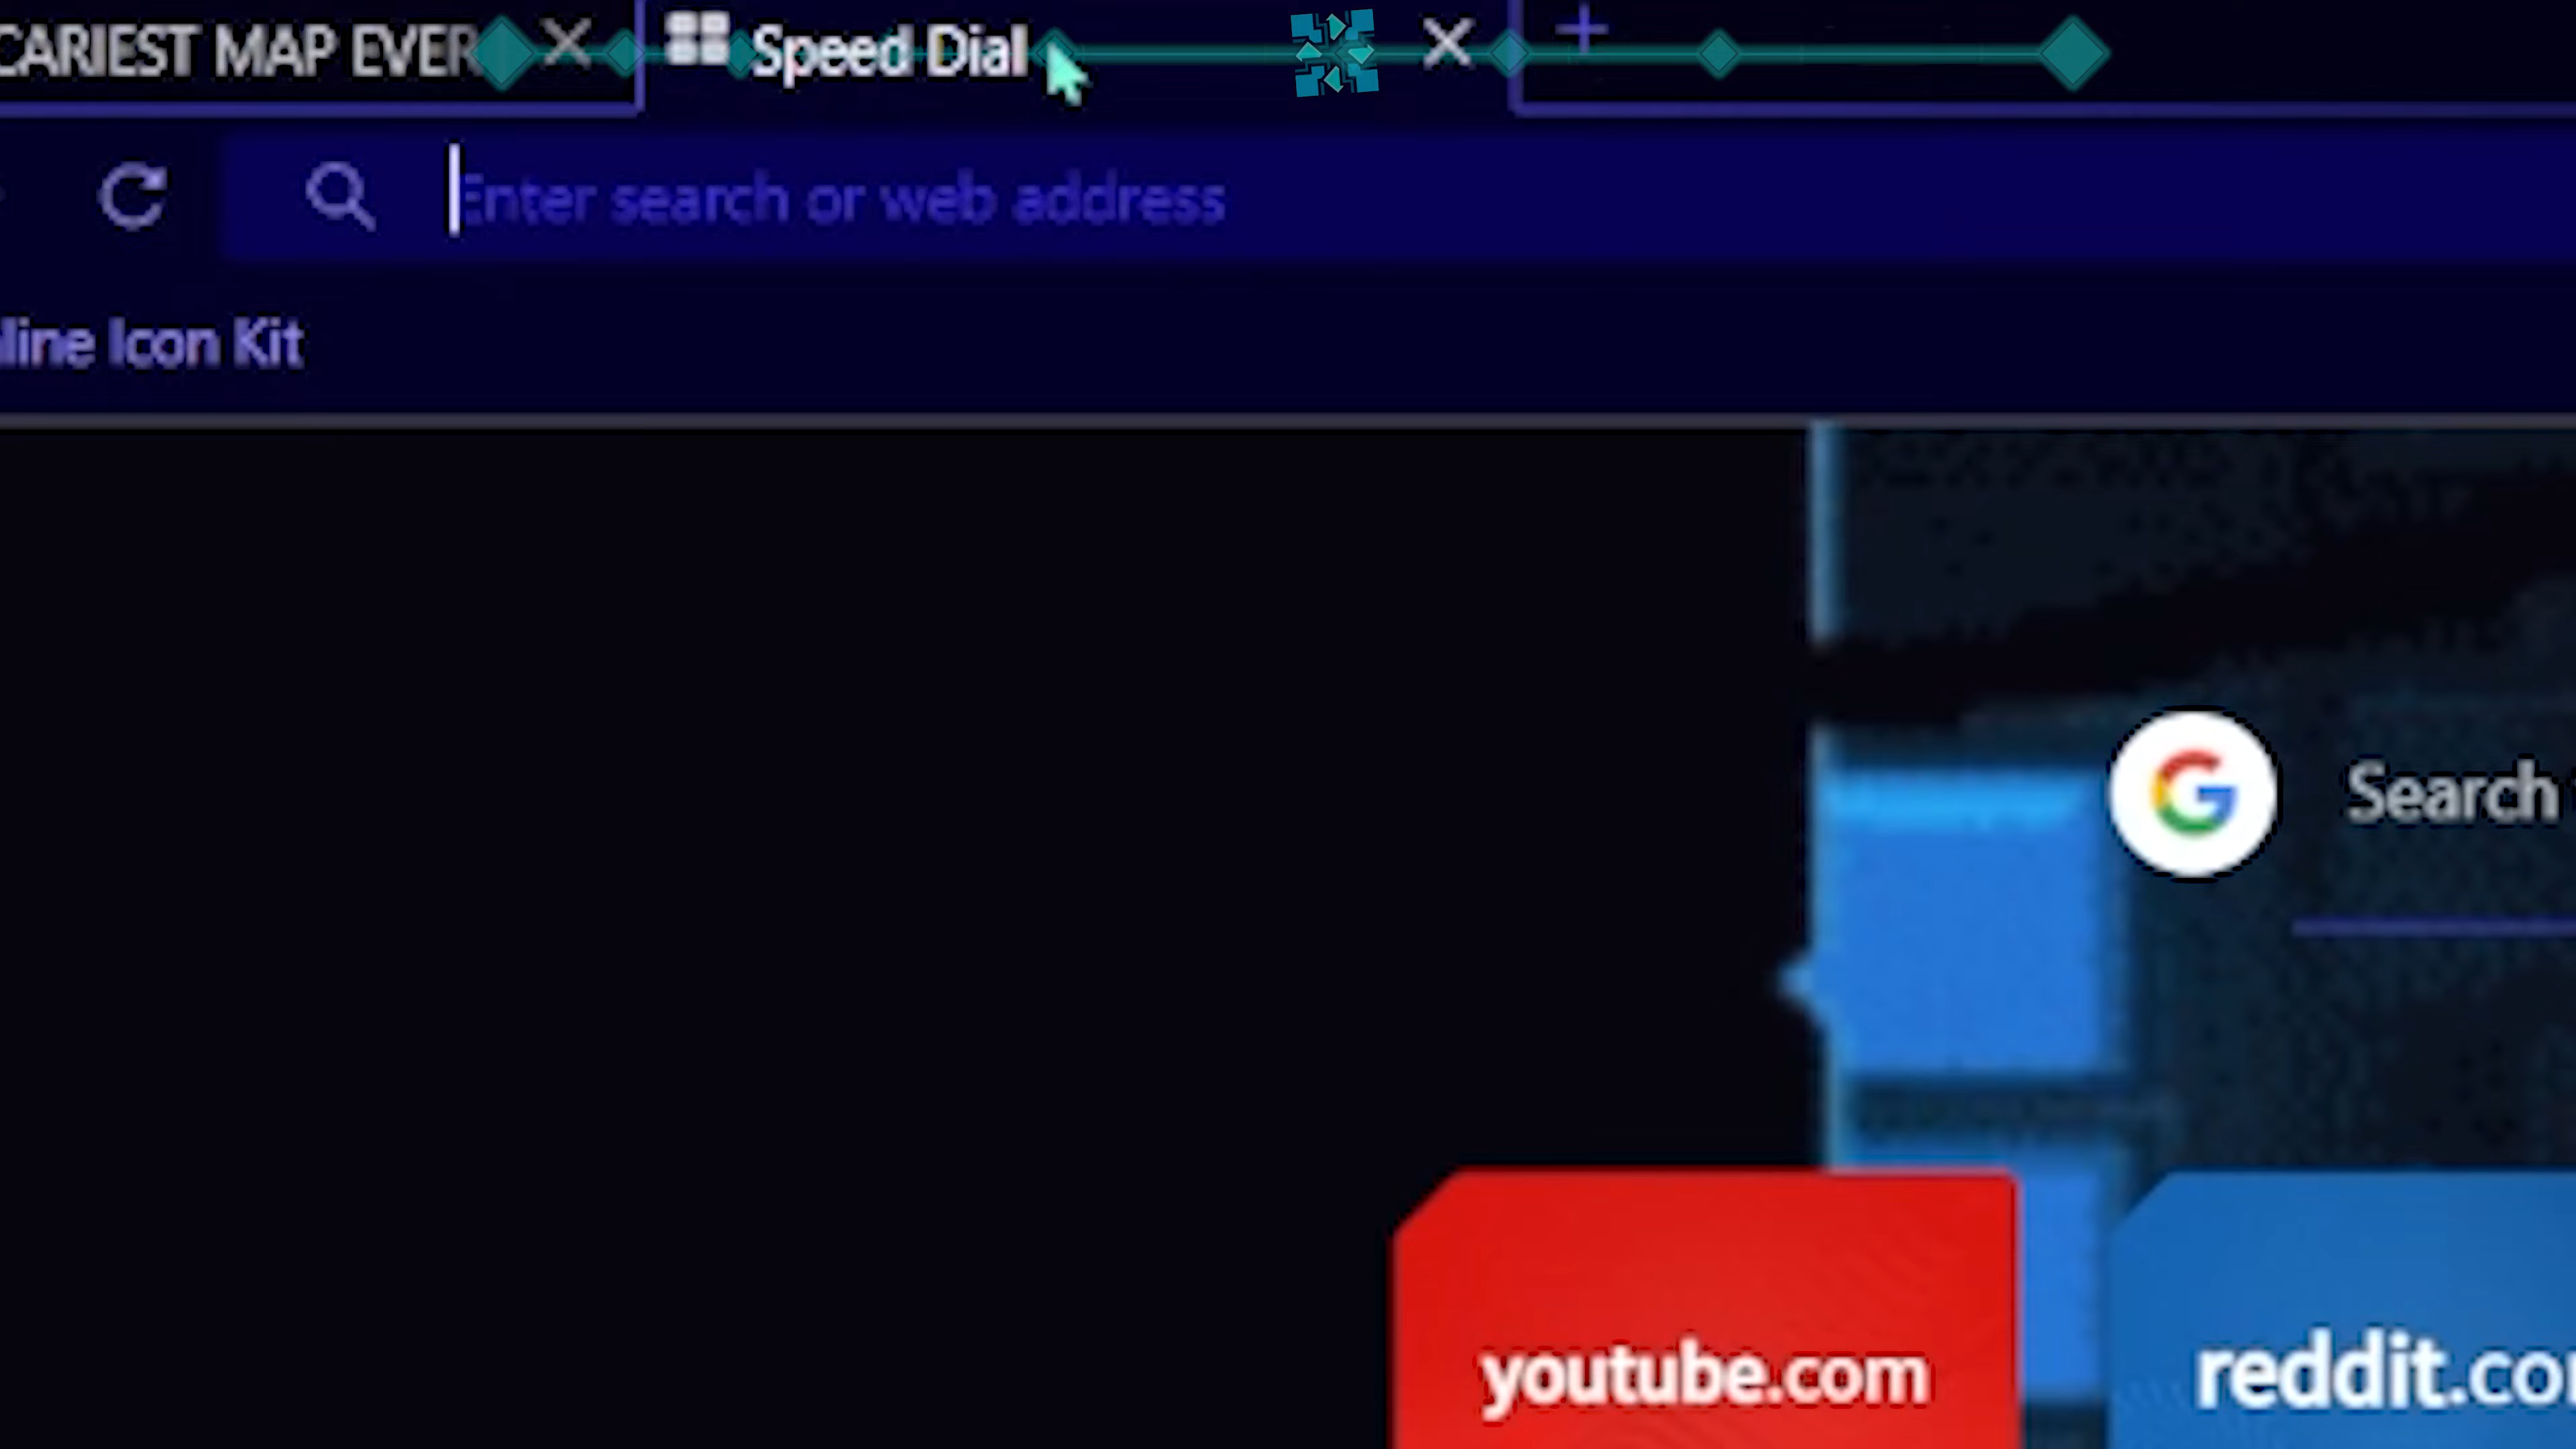 CARIEST MAP EVER
Speed Dial
Enter search or web address
line Icon Kit
Search
youtube.com
reddit.co